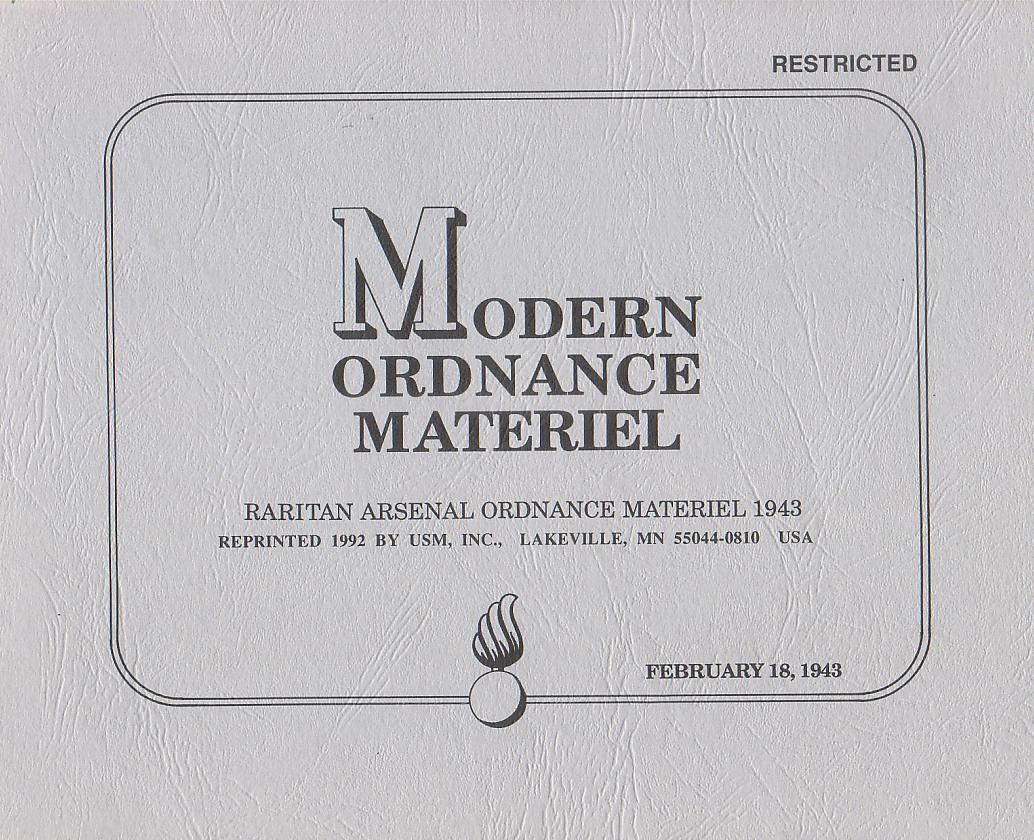 RESTRICTED
MODERN
ORDNANCE
MATERIEL
RARITAN ARSENAL ORDNANCE MATERIEL 1943
REPRINTED 1992 BY USM, INC., LAKEVILLE, MN 55044-0810 USA
FEBRUARY 18, 1943